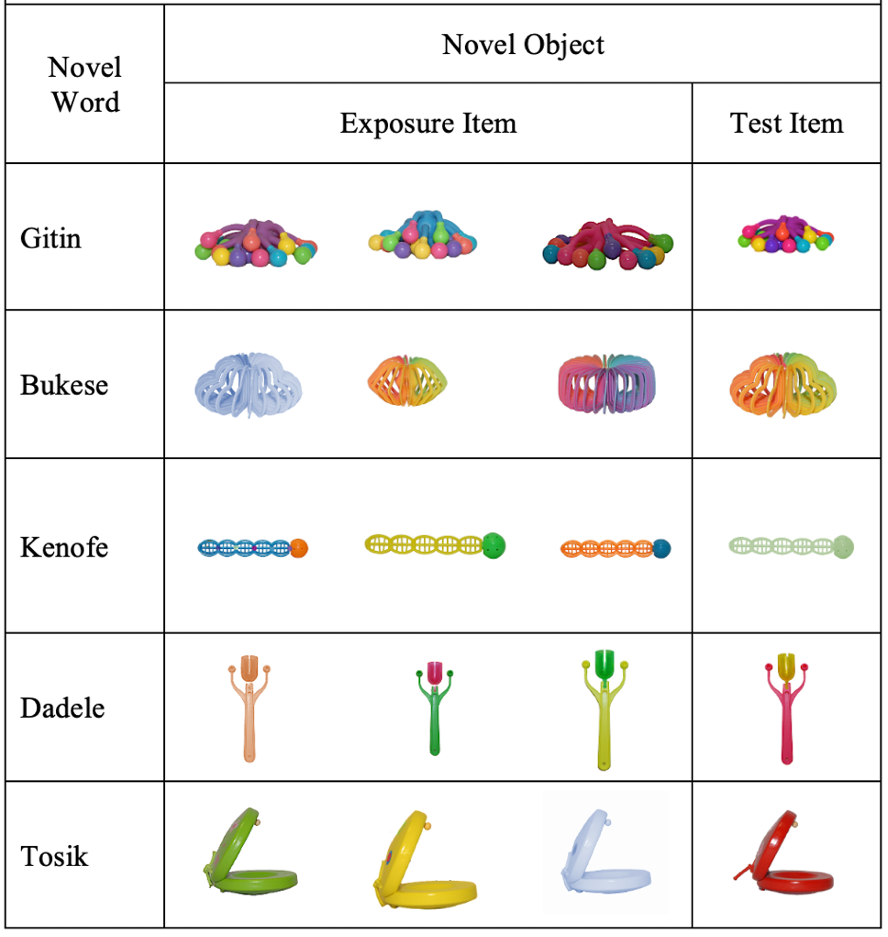 Novel
Word
Novel Object
Exposure Item
Test Item
Gitin
Bukese
Kenofe
Dadele
Tosik